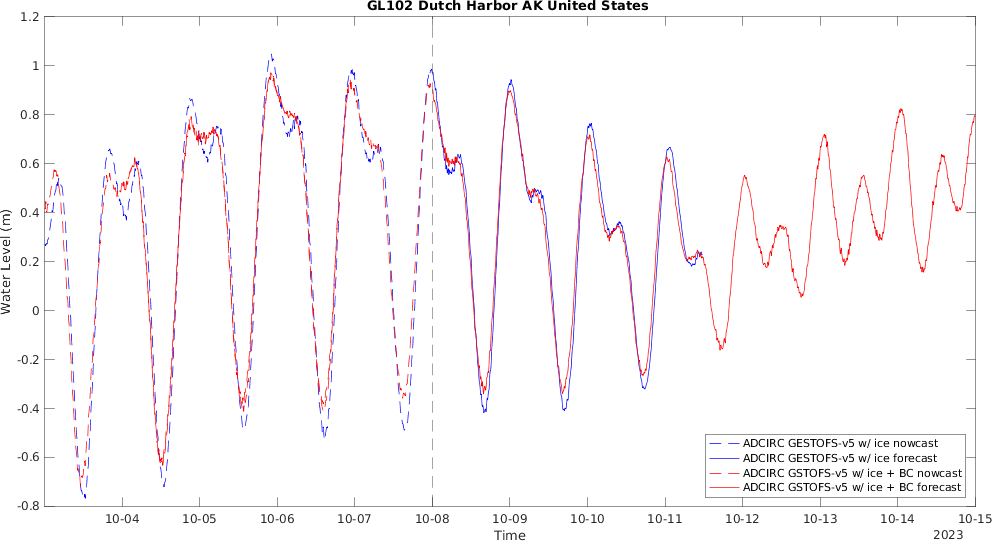 GL102 Dutch Harbor AK United States
1.2
1
0.8
0.6
0.4
0.2
0
-0.2
-0.4
-0.6
-0.8
Water Level (m)
ADCIRC GESTOFS-v5 w/ ice nowcast
ADCIRC GESTOFS-v5 w/ ice forecast
ADCIRC GSTOFS-v5 w/ ice + BC nowcast
ADCIRC GSTOFS-v5 w/ ice + BC forecast
10-04 10-05 10-06 10-07 10-08 10-09 10-10 10-11 10-12 10-13 10-14 10-15
Time
2023